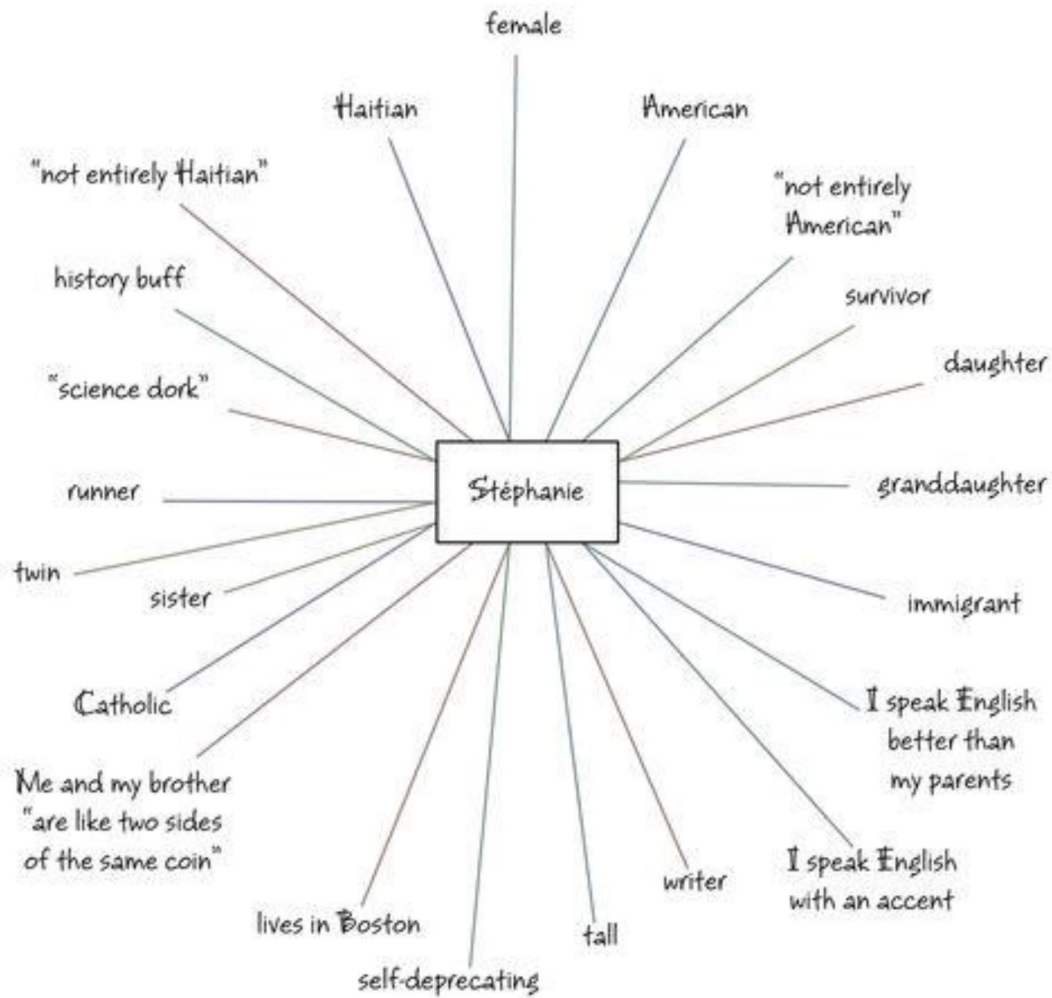 female
Haitian
American
"not entirely Haitian"
"not entirely
American"
history buff
survivor
"science dork"
daughter
runner
Stéphanie
granddaughter
twin
sister
immigrant
Catholic
I speak English
better than
my parents
Me and my brother
"are like two sides
of the same coin"
I speak English
with an accent
writer
lives in Boston
tall
self-deprecating